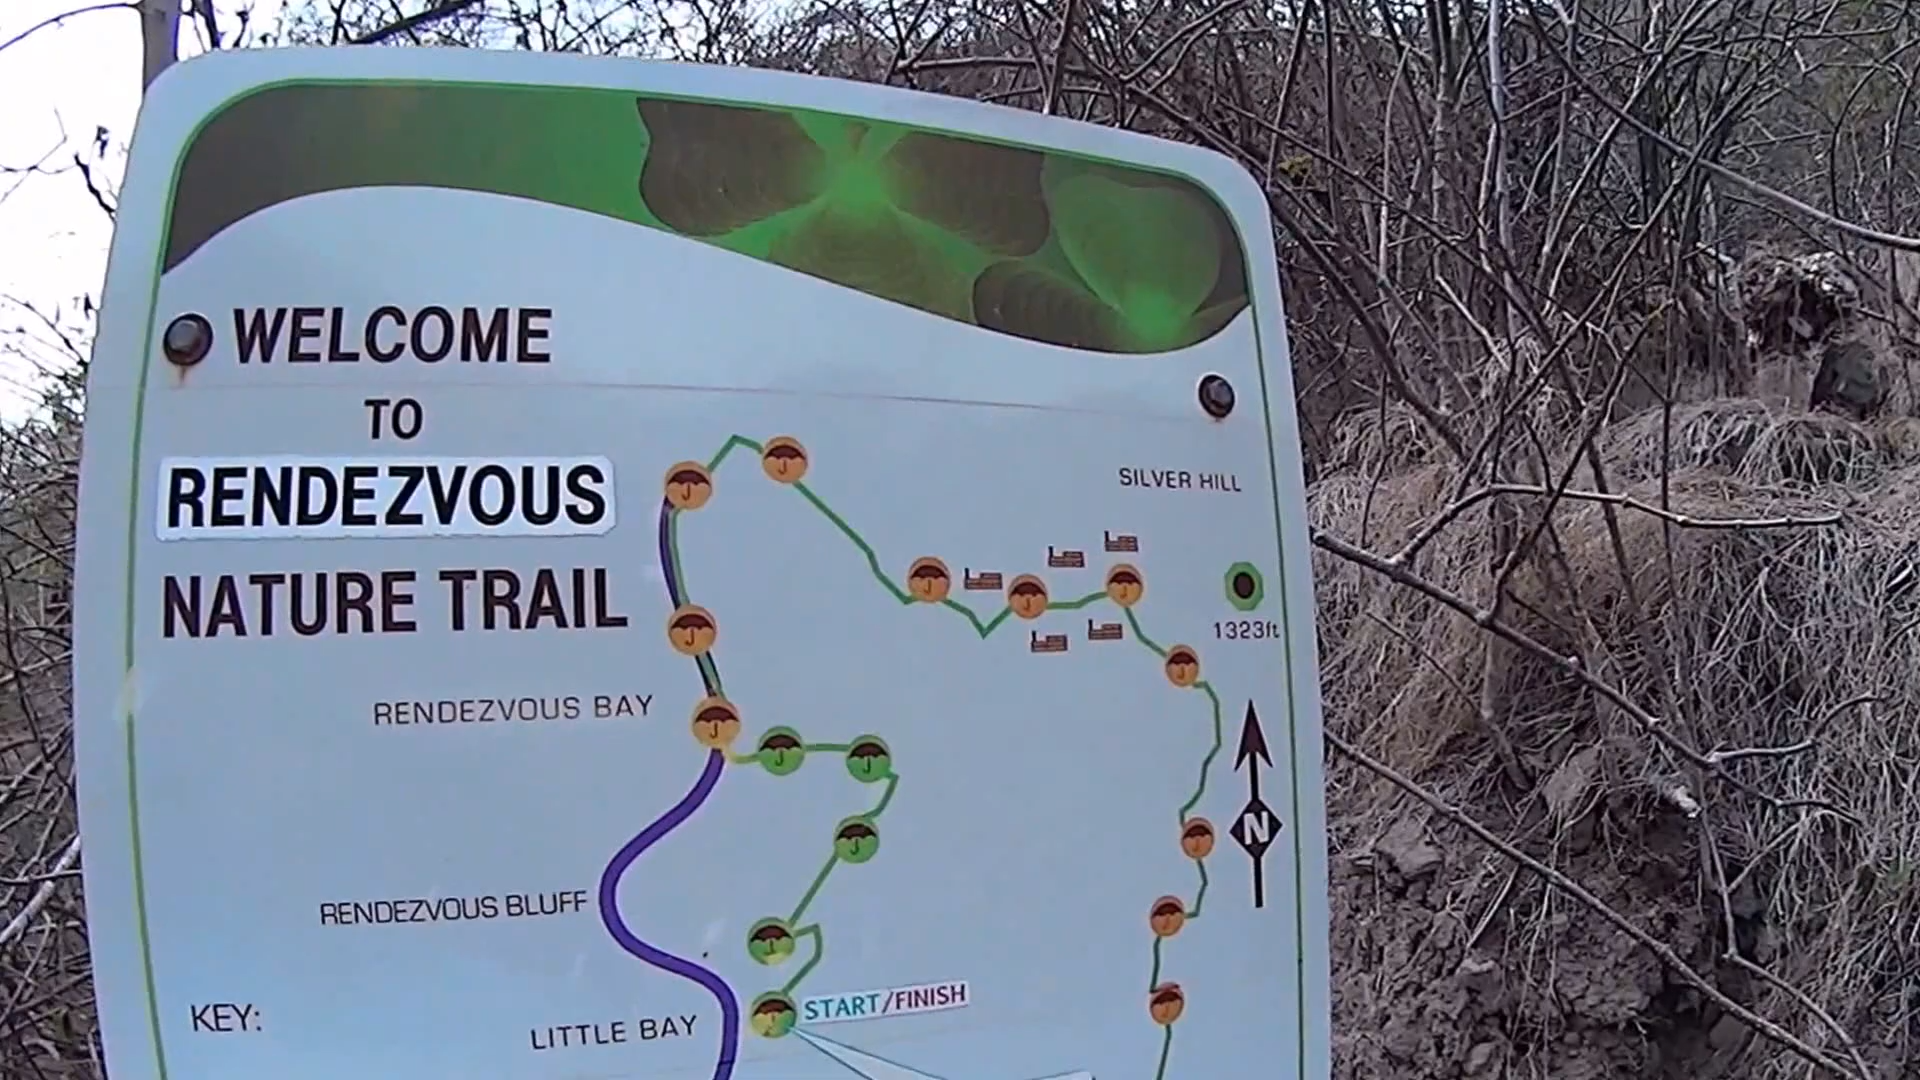 WELCOME
TO
RENDEZVOUS
NATURE TRAIL
SILVER HILL
1323ft
RENDEZVOUS BAY
N
RENDEZVOUS BLUFF
START/FINISH
KEY:
LITTLE BAY